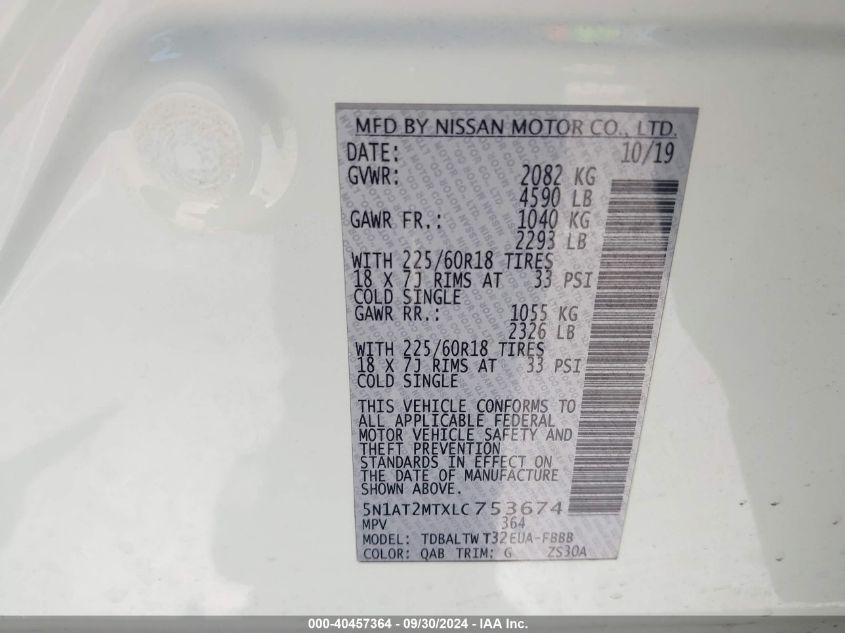 MFD BY NISSAN MOTOR CO., LTD.
DATE: 10/19
GVWR: 2082 KG
4590 LB
GAWR FR.: 1040 KG
2293 LB
WITH 225/60R18 TIRES
18 X 7J RIMS AT 33 PSI
COLD SINGLE
GAWR RR.: 1055 KG
2326 LB
WITH 225/60R18 TIRES
18 X 7J RIMS AT 33 PSI
COLD SINGLE
THIS VEHICLE CONFORMS TO
ALL APPLICABLE FEDERAL
MOTOR VEHICLE SAFETY AND
THEFT PREVENTION
STANDARDS IN EFFECT ON
THE DATE OF MANUFACTURE
SHOWN ABOVE.
5N1AT2MTXLC753674
MPV 364
MODEL: TDBALTW T32EUA-FBBB
COLOR: QAB TRIM: G ZS30A
000-40457364 - 09/30/2024 - IAA Inc.